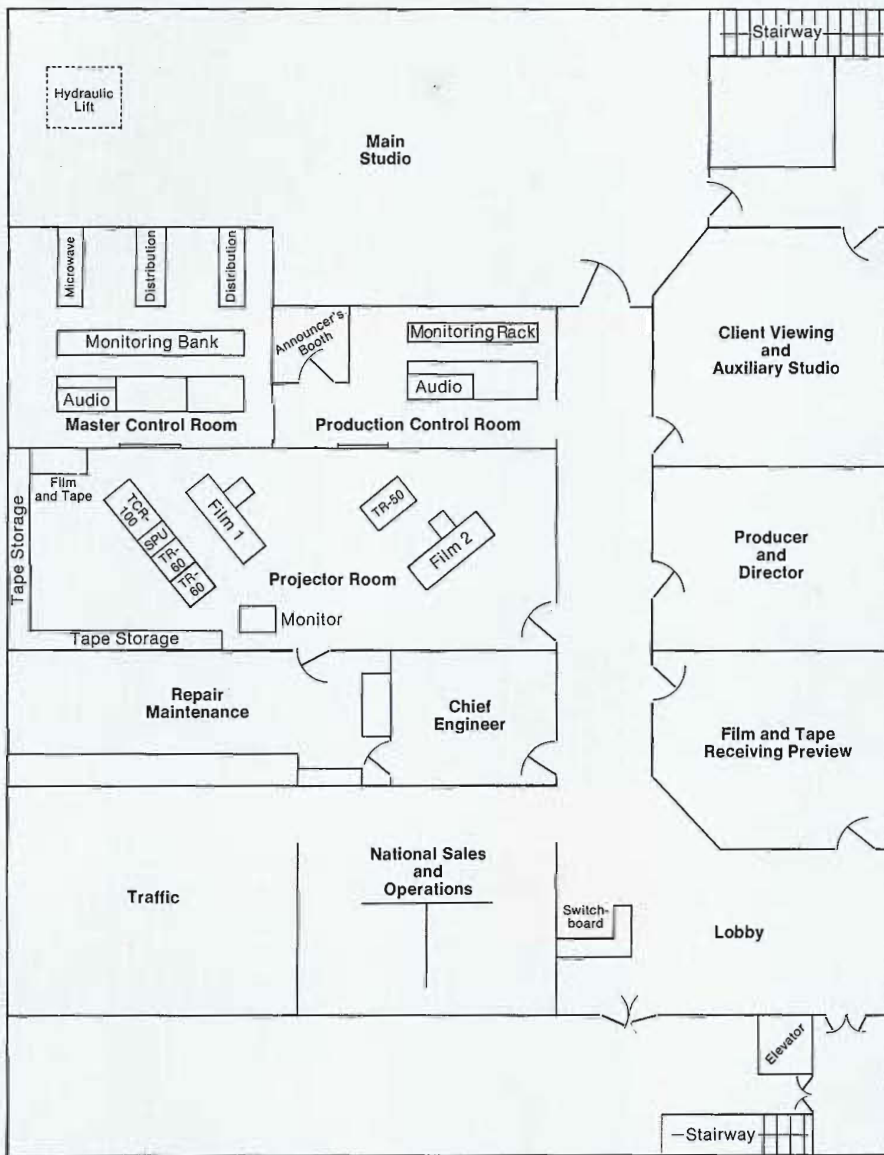 Stairway
Hydraulic
Lift
Main
Studio
Microwave
Distribution
Distribution
Monitoring Bank
Audio
Master Control Room
Announcer's
Booth
Monitoring Rack
Audio
Production Control Room
Client Viewing
and
Auxiliary Studio
Film
and Tape
Tape Storage
TCR-
100
SPU
TR-
60
TR-
60
Film 1
TR-50
Film 2
Projector Room
Monitor
Tape Storage
Producer
and
Director
Repair
Maintenance
Chief
Engineer
Film and Tape
Receiving Preview
Traffic
National Sales
and
Operations
Switch-
board
Lobby
Elevator
Stairway